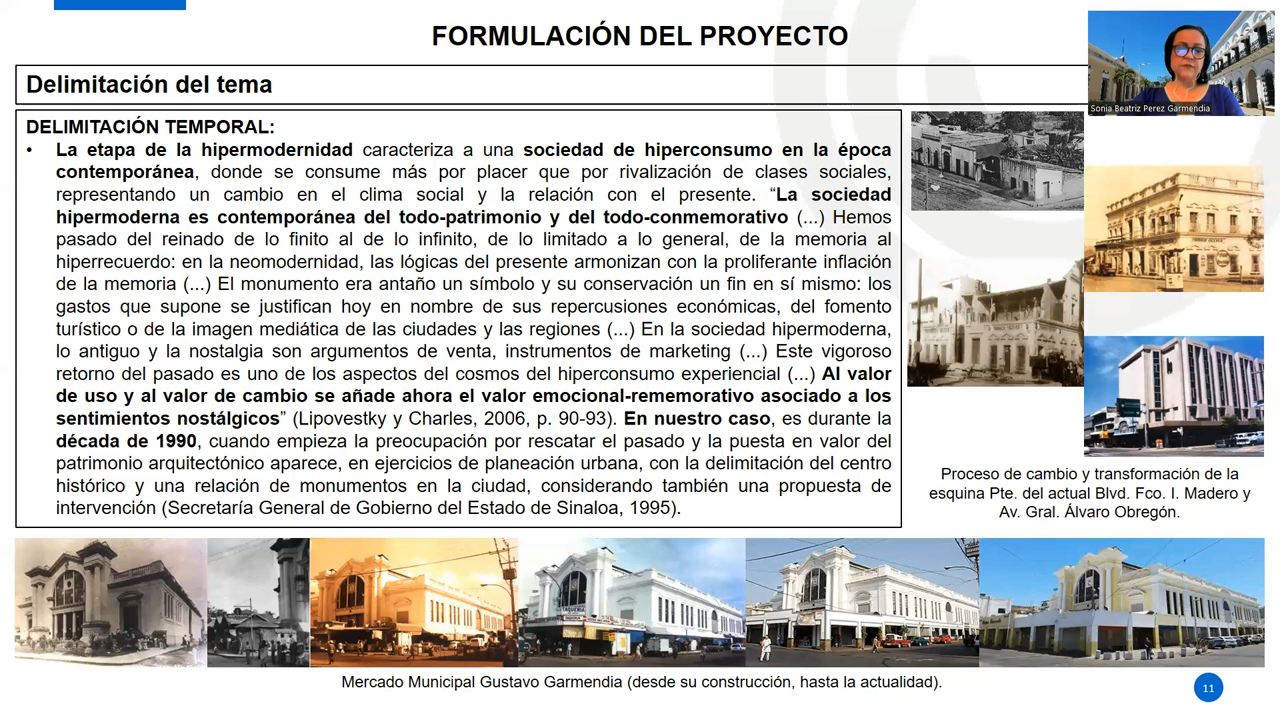 FORMULACIÓN DEL PROYECTO
Delimitación del tema
Sonia Beatriz Perez Garmendia
DELIMITACIÓN TEMPORAL:
• La etapa de la hipermodernidad caracteriza a una sociedad de hiperconsumo en la época
contemporánea, donde se consume más por placer que por rivalización de clases sociales,
representando un cambio en el clima social y la relación con el presente. “La sociedad
hipermoderna es contemporánea del todo-patrimonio y del todo-conmemorativo (...) Hemos
pasado del reinado de lo finito al de lo infinito, de lo limitado a lo general, de la memoria al
hiperrecuerdo: en la neomodernidad, las lógicas del presente armonizan con la proliferante inflación
de la memoria (...) El monumento era antaño un símbolo y su conservación un fin en sí mismo: los
gastos que supone se justifican hoy en nombre de sus repercusiones económicas, del fomento
turístico o de la imagen mediática de las ciudades y las regiones (...) En la sociedad hipermoderna,
lo antiguo y la nostalgia son argumentos de venta, instrumentos de marketing (...) Este vigoroso
retorno del pasado es uno de los aspectos del cosmos del hiperconsumo experiencial (...) Al valor
de uso y al valor de cambio se añade ahora el valor emocional-rememorativo asociado a los
sentimientos nostálgicos” (Lipovestky y Charles, 2006, p. 90-93). En nuestro caso, es durante la
década de 1990, cuando empieza la preocupación por rescatar el pasado y la puesta en valor del
patrimonio arquitectónico aparece, en ejercicios de planeación urbana, con la delimitación del centro
histórico y una relación de monumentos en la ciudad, considerando también una propuesta de
intervención (Secretaría General de Gobierno del Estado de Sinaloa, 1995).
Proceso de cambio y transformación de la
esquina Pte. del actual Blvd. Fco. I. Madero y
Av. Gral. Álvaro Obregón.
TAQUERIA
Mercado Municipal Gustavo Garmendia (desde su construcción, hasta la actualidad).
11